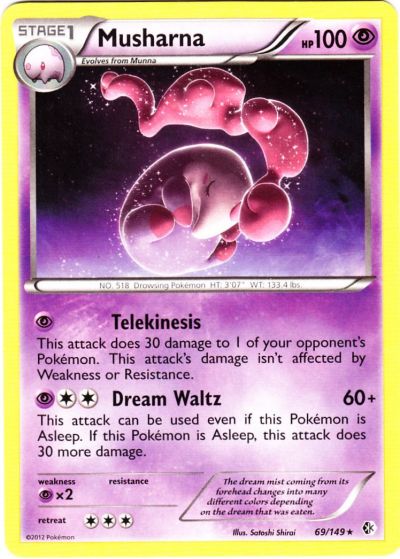 STAGE1
Musharna
HP100
Evolves from Munna
NO. 518 Drowsing Pokémon HT: 3'07" WT: 133.4 lbs.
Telekinesis
This attack does 30 damage to 1 of your opponent's
Pokémon. This attack's damage isn't affected by
Weakness or Resistance.
Dream Waltz 60+
This attack can be used even if this Pokémon is
Asleep. If this Pokémon is Asleep, this attack does
30 more damage.
weakness resistance
×2
retreat
The dream mist coming from its
forehead changes into many
different colors depending
on the dream that was eaten.
©2012 Pokémon
Illus. Satoshi Shirai
69/149★